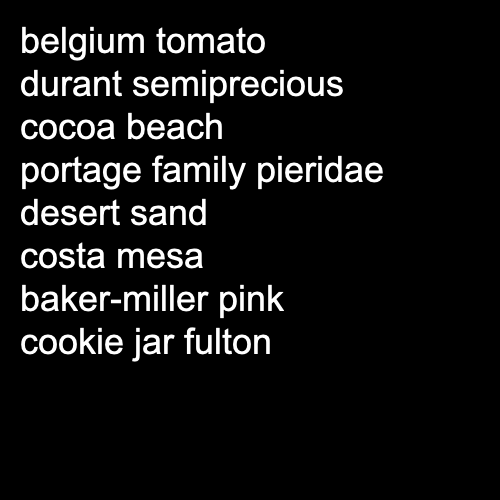 belgium tomato
durant semiprecious
cocoa beach
portage family pieridae
desert sand
costa mesa
baker-miller pink
cookie jar fulton